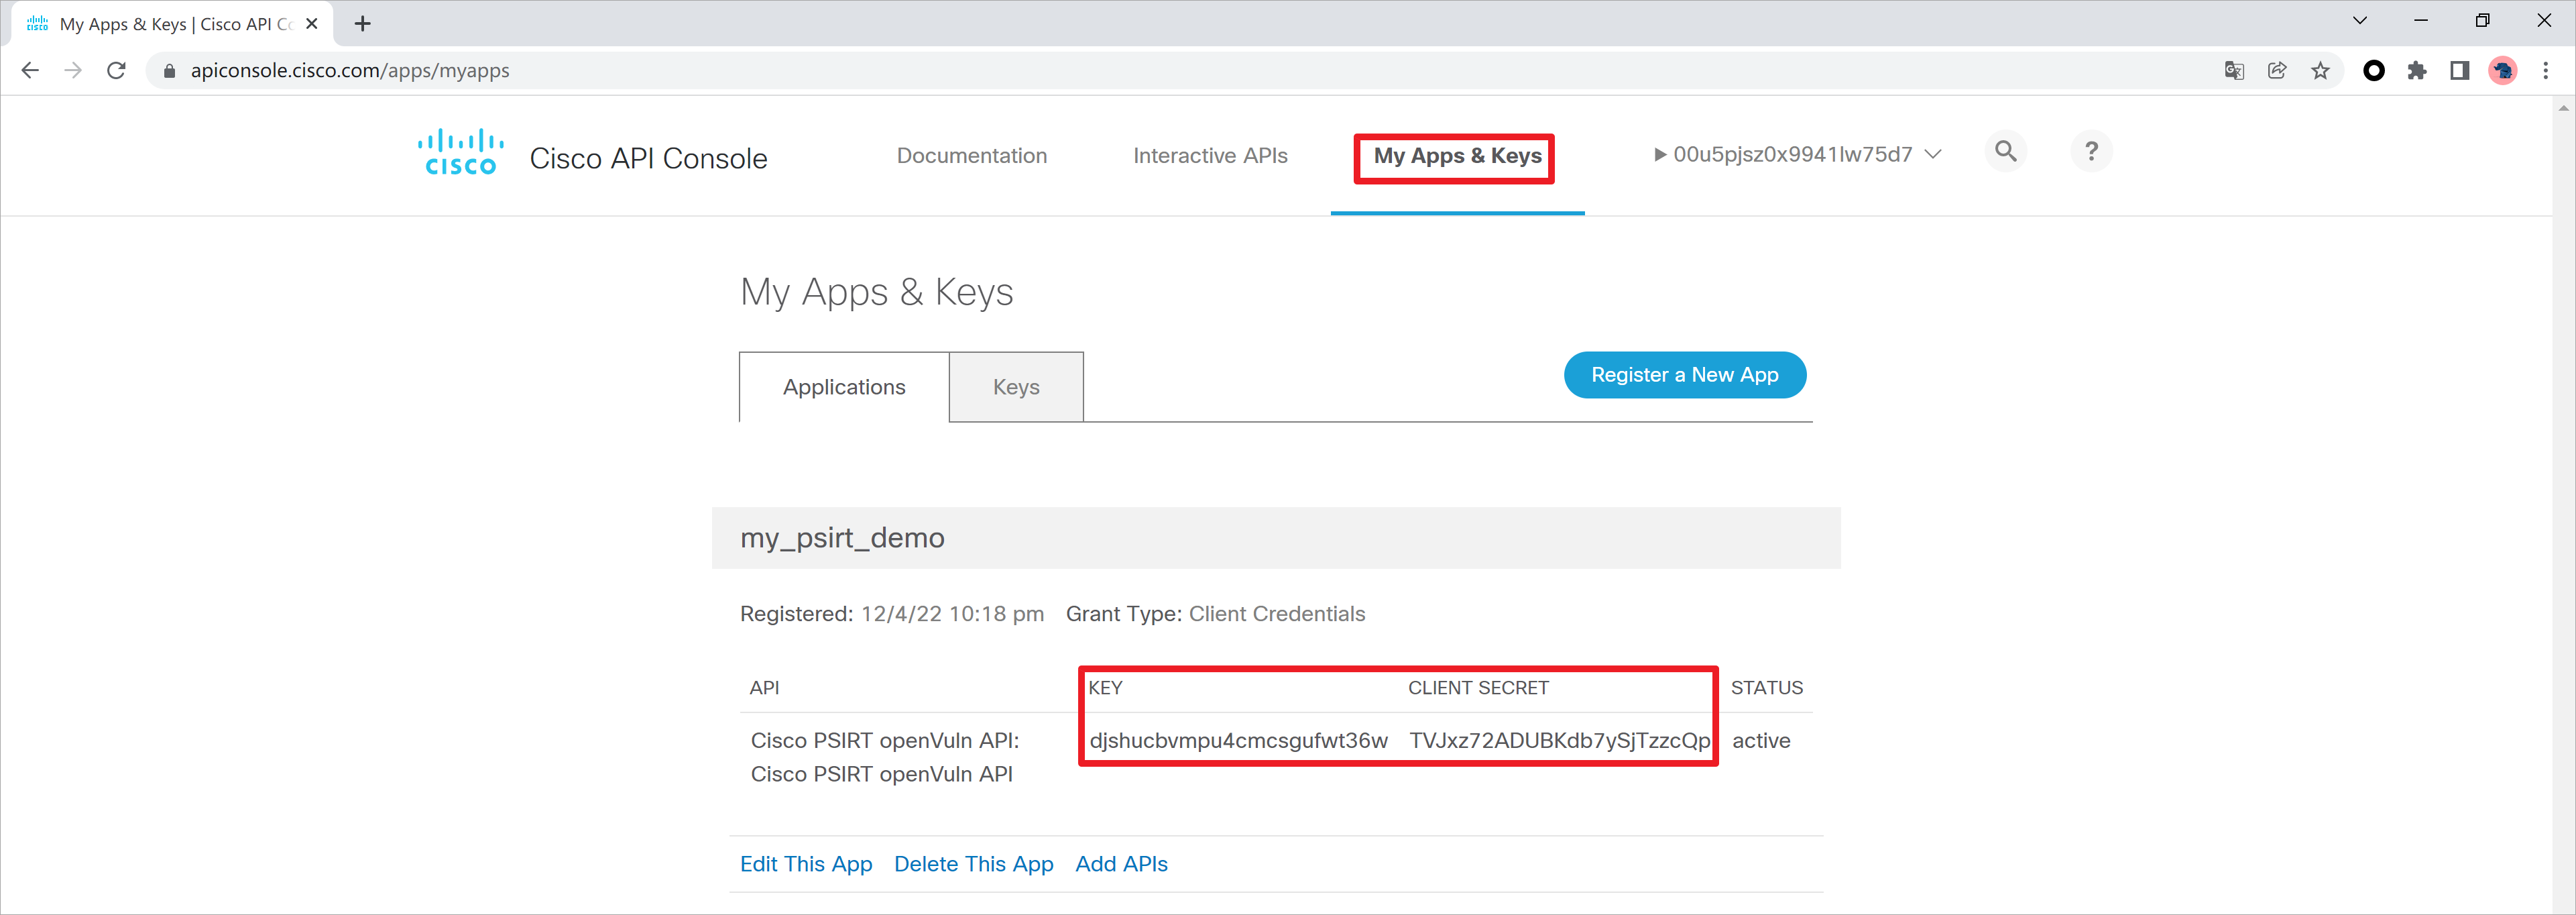 My Apps & Keys | Cisco API Co
apiconsole.cisco.com/apps/myapps
CISCO
Cisco API Console
Documentation
Interactive APIs
My Apps & Keys
00u5pjsz0x9941lw75d7
?
My Apps & Keys
Applications
Keys
Register a New App
my_psirt_demo
Registered: 12/4/22 10:18 pm Grant Type: Client Credentials
API KEY CLIENT SECRET STATUS
Cisco PSIRT openVuln API: djshucbvmpu4cmcsgufwt36w TVJxz72ADUBKdb7ySjTzzcQp active
Cisco PSIRT openVuln API
Edit This App Delete This App Add APIs